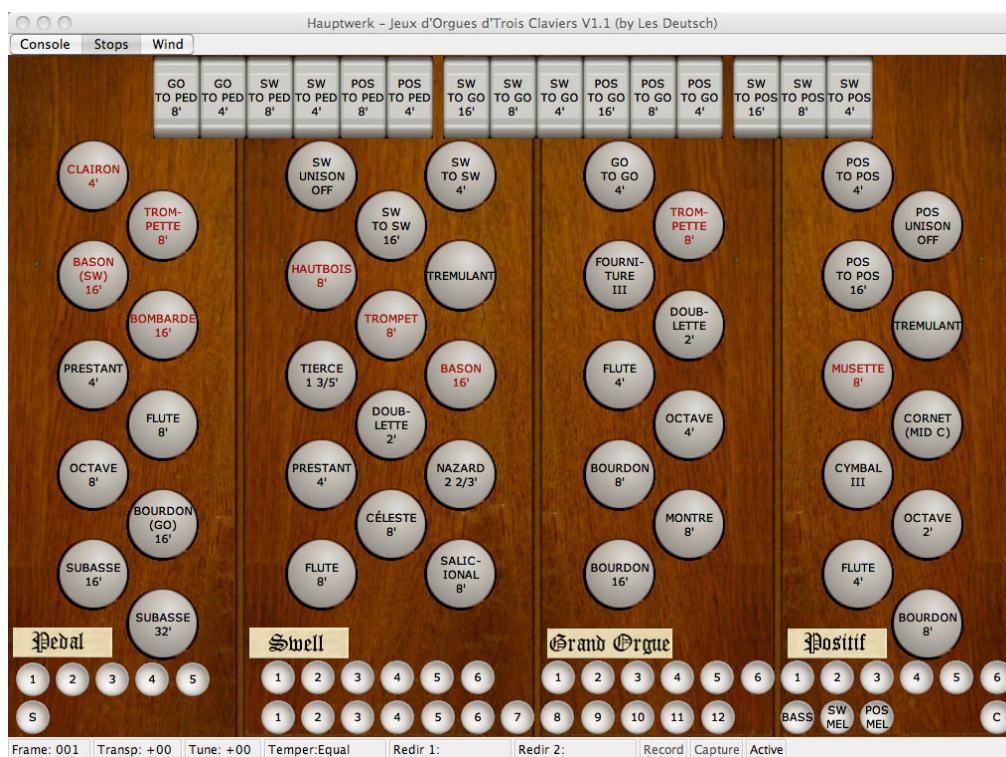 Hauptwerk – Jeux d'Orgues d'Trois Claviers V1.1 (by Les Deutsch)
Console Stops Wind
GO TO PED 8'
GO TO PED 4'
SW TO PED 8'
SW TO PED 4'
POS TO PED 8'
POS TO PED 4'
SW TO GO 16'
SW TO GO 8'
SW TO GO 4'
POS TO GO 16'
POS TO GO 8'
POS TO GO 4'
SW TO POS 16'
SW TO POS 8'
SW TO POS 4'
CLAIRON
4'
TROM-
PETTE
8'
BASON
(SW)
16'
BOMBARDE
16'
PRESTANT
4'
FLUTE
8'
OCTAVE
8'
BOURDON
(GO)
16'
SUBASSE
16'
SUBASSE
32'
Pedal
1 2 3 4 5
S
SW
UNISON
OFF
SW
TO SW
4'
SW
TO SW
16'
HAUTBOIS
8'
TREMULANT
TROMPET
8'
TIERCE
1 3/5'
BASON
16'
DOUB-
LETTE
2'
PRESTANT
4'
NAZARD
2 2/3'
CÉLESTE
8'
FLUTE
8'
SALIC-
IONAL
8'
Swell
1 2 3 4 5 6
1 2 3 4 5 6 7 8 9 10 11 12
GO
TO GO
4'
TROM-
PETTE
8'
FOURNI-
TURE
III
DOUB-
LETTE
2'
FLUTE
4'
OCTAVE
4'
BOURDON
8'
MONTRE
8'
BOURDON
16'
Grand Orgue
1 2 3 4 5 6
POS
TO POS
4'
POS
UNISON
OFF
POS
TO POS
16'
TREMULANT
MUSETTE
8'
CORNET
(MID C)
CYMBAL
III
OCTAVE
2'
FLUTE
4'
BOURDON
8'
Positif
1 2 3 4 5 6
BASS
SW
MEL
POS
MEL
C
Frame: 001 Transp: +00 Tune: +00 Temper:Equal Redir 1: Redir 2: Record Capture Active